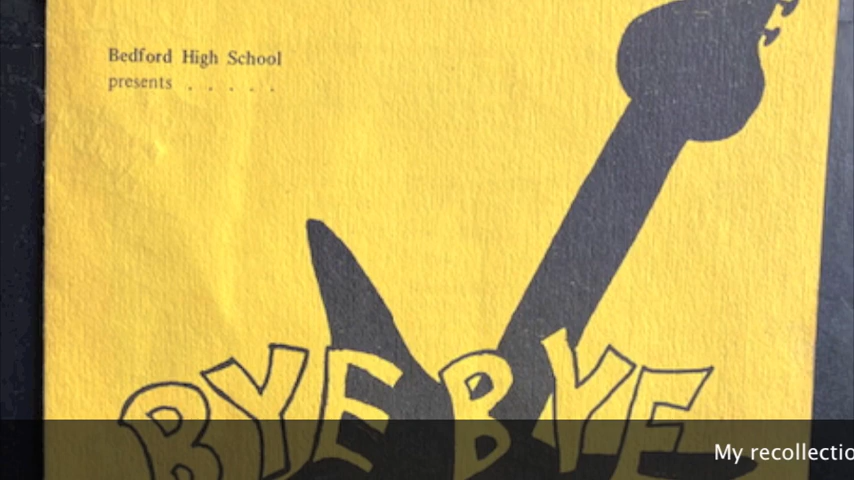 Bedford High School
presents . . . . .
BYE BYE
My recollectio